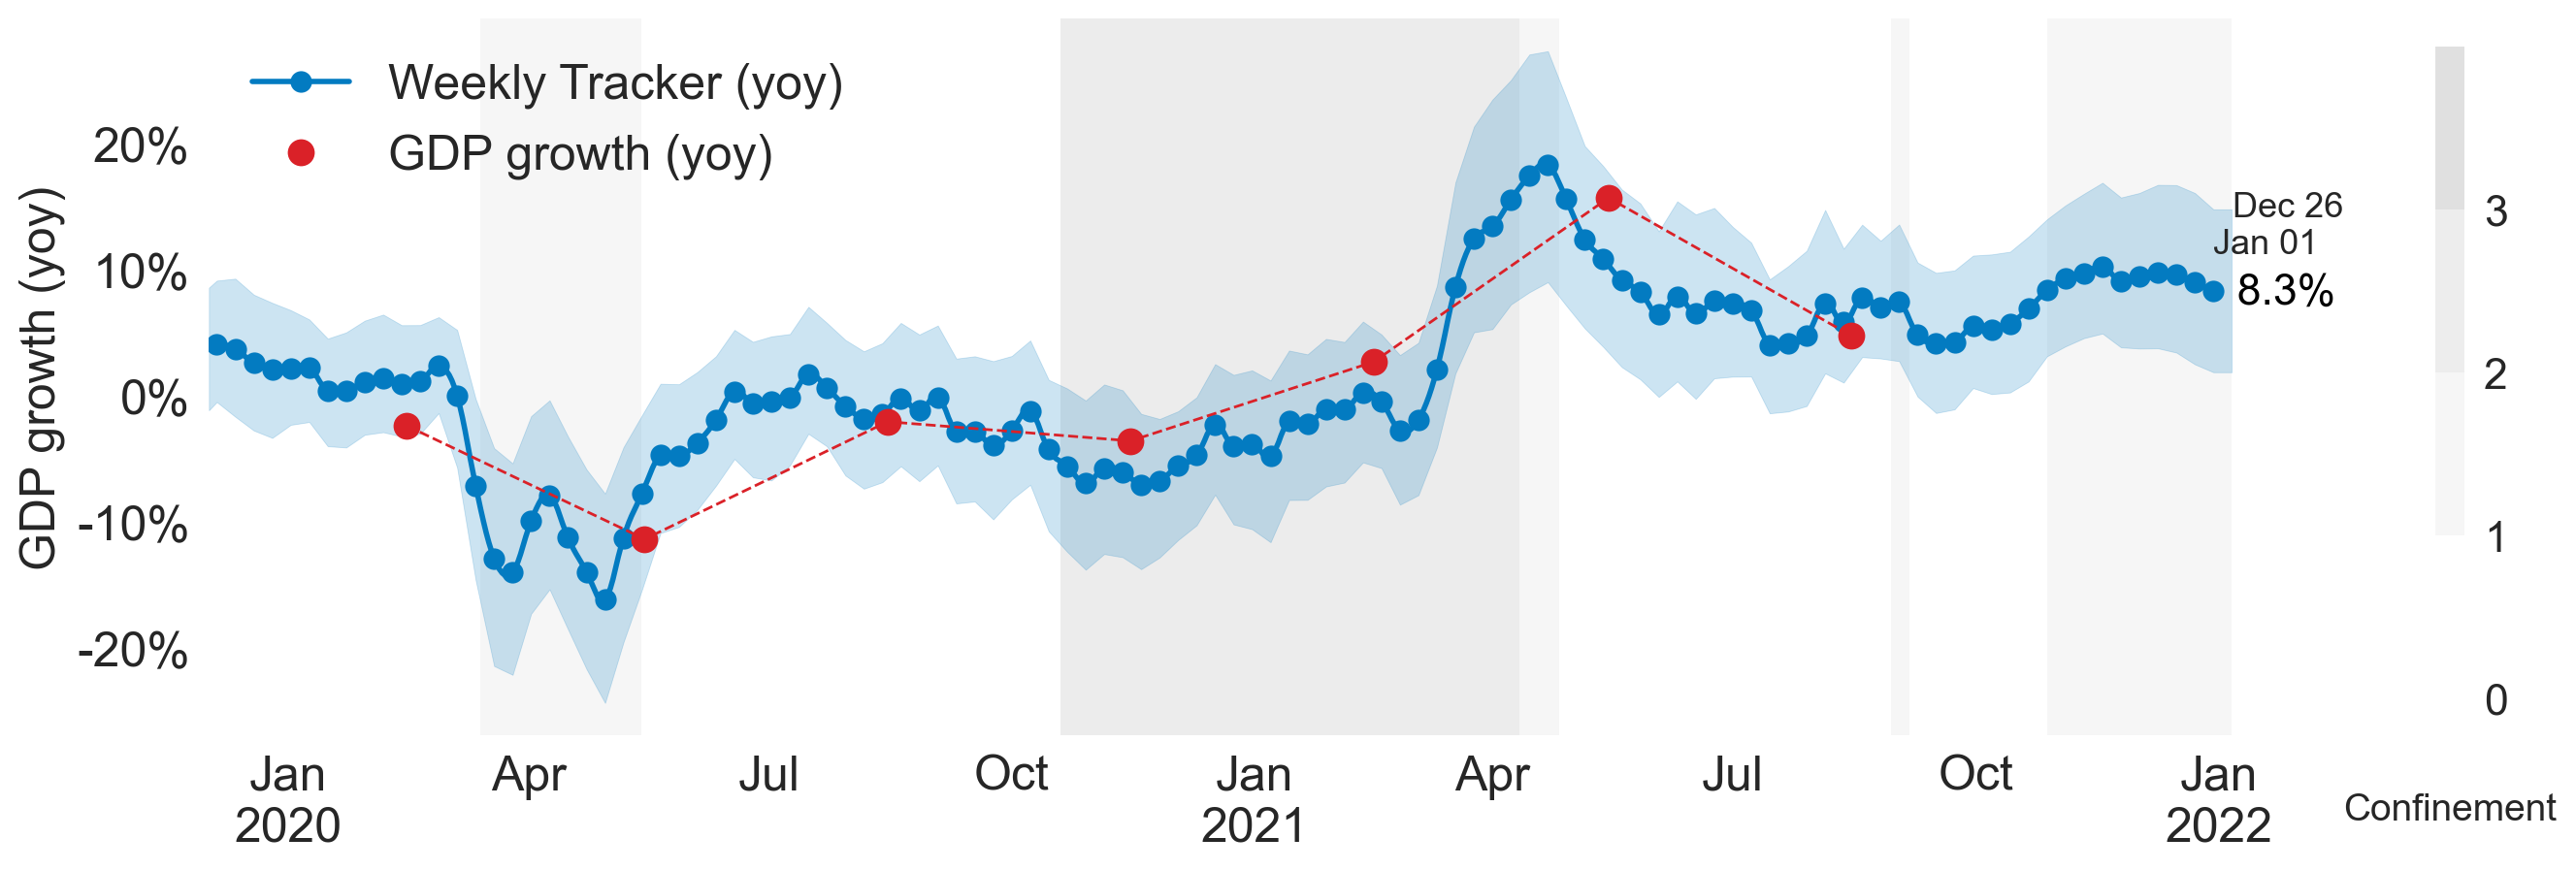 Weekly Tracker (yoy)
GDP growth (yoy)
GDP growth (yoy)
20%
10%
0%
-10%
-20%
Dec 26
Jan 01
8.3%
3
2
1
0
Jan Apr Jul Oct Jan Apr Jul Oct Jan
2020 2021 2022
Confinement